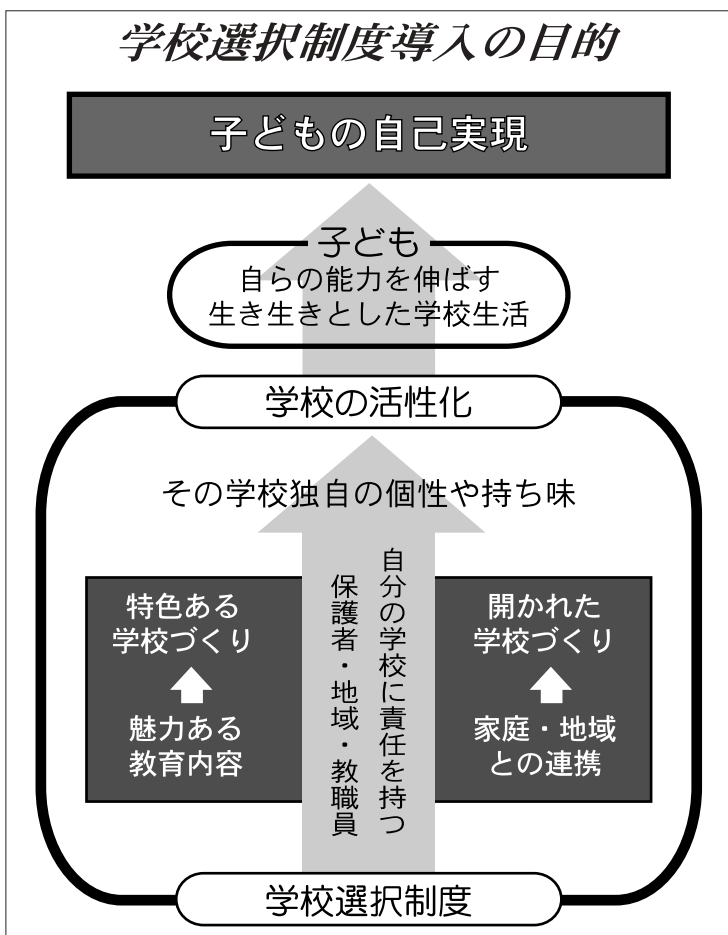 学校選択制度導入の目的
子どもの自己実現
子ども
自らの能力を伸ばす
生き生きとした学校生活
学校の活性化
その学校独自の個性や持ち味
特色ある
学校づくり
魅力ある
教育内容
自分の学校に責任を持つ
保護者・地域・教職員
開かれた
学校づくり
家庭・地域
との連携
学校選択制度